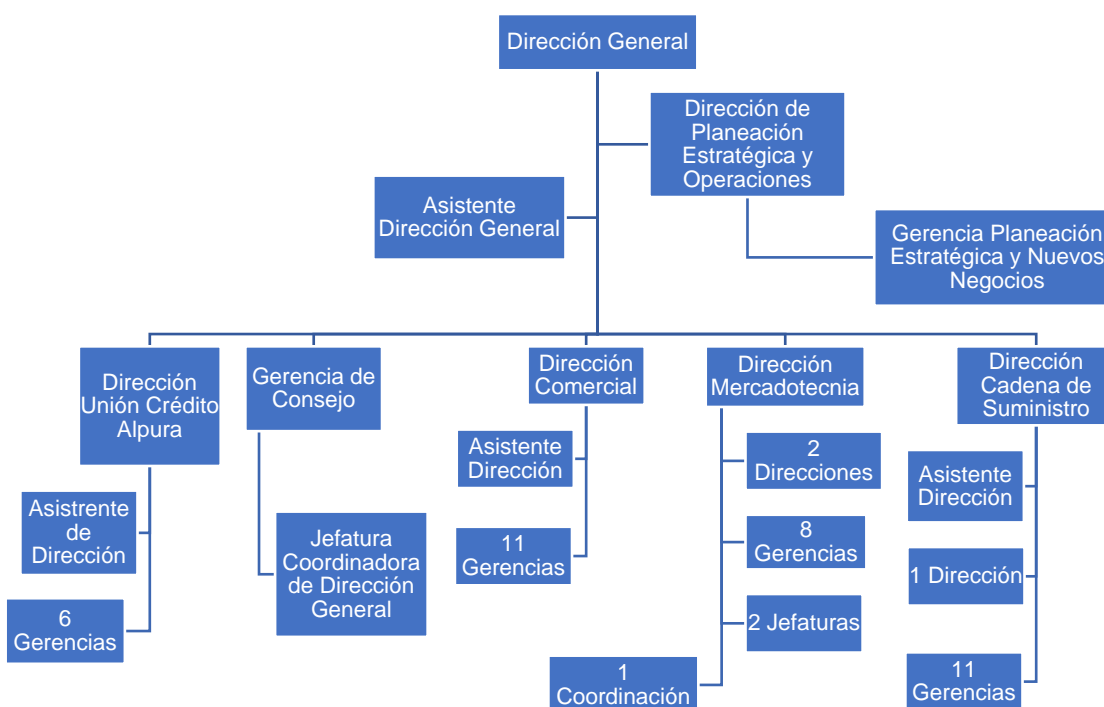 Dirección General
Dirección de
Planeación
Estratégica y
Operaciones
Asistente
Dirección General
Gerencia Planeación
Estratégica y Nuevos
Negocios
Dirección
Unión Crédito
Alpura
Asistrente
de
Dirección
6
Gerencias
Gerencia de
Consejo
Jefatura
Coordinadora
de Dirección
General
Dirección
Comercial
Asistente
Dirección
11
Gerencias
Dirección
Mercadotecnia
2
Direcciones
8
Gerencias
2 Jefaturas
1
Coordinación
Dirección
Cadena de
Suministro
Asistente
Dirección
1 Dirección
11
Gerencias